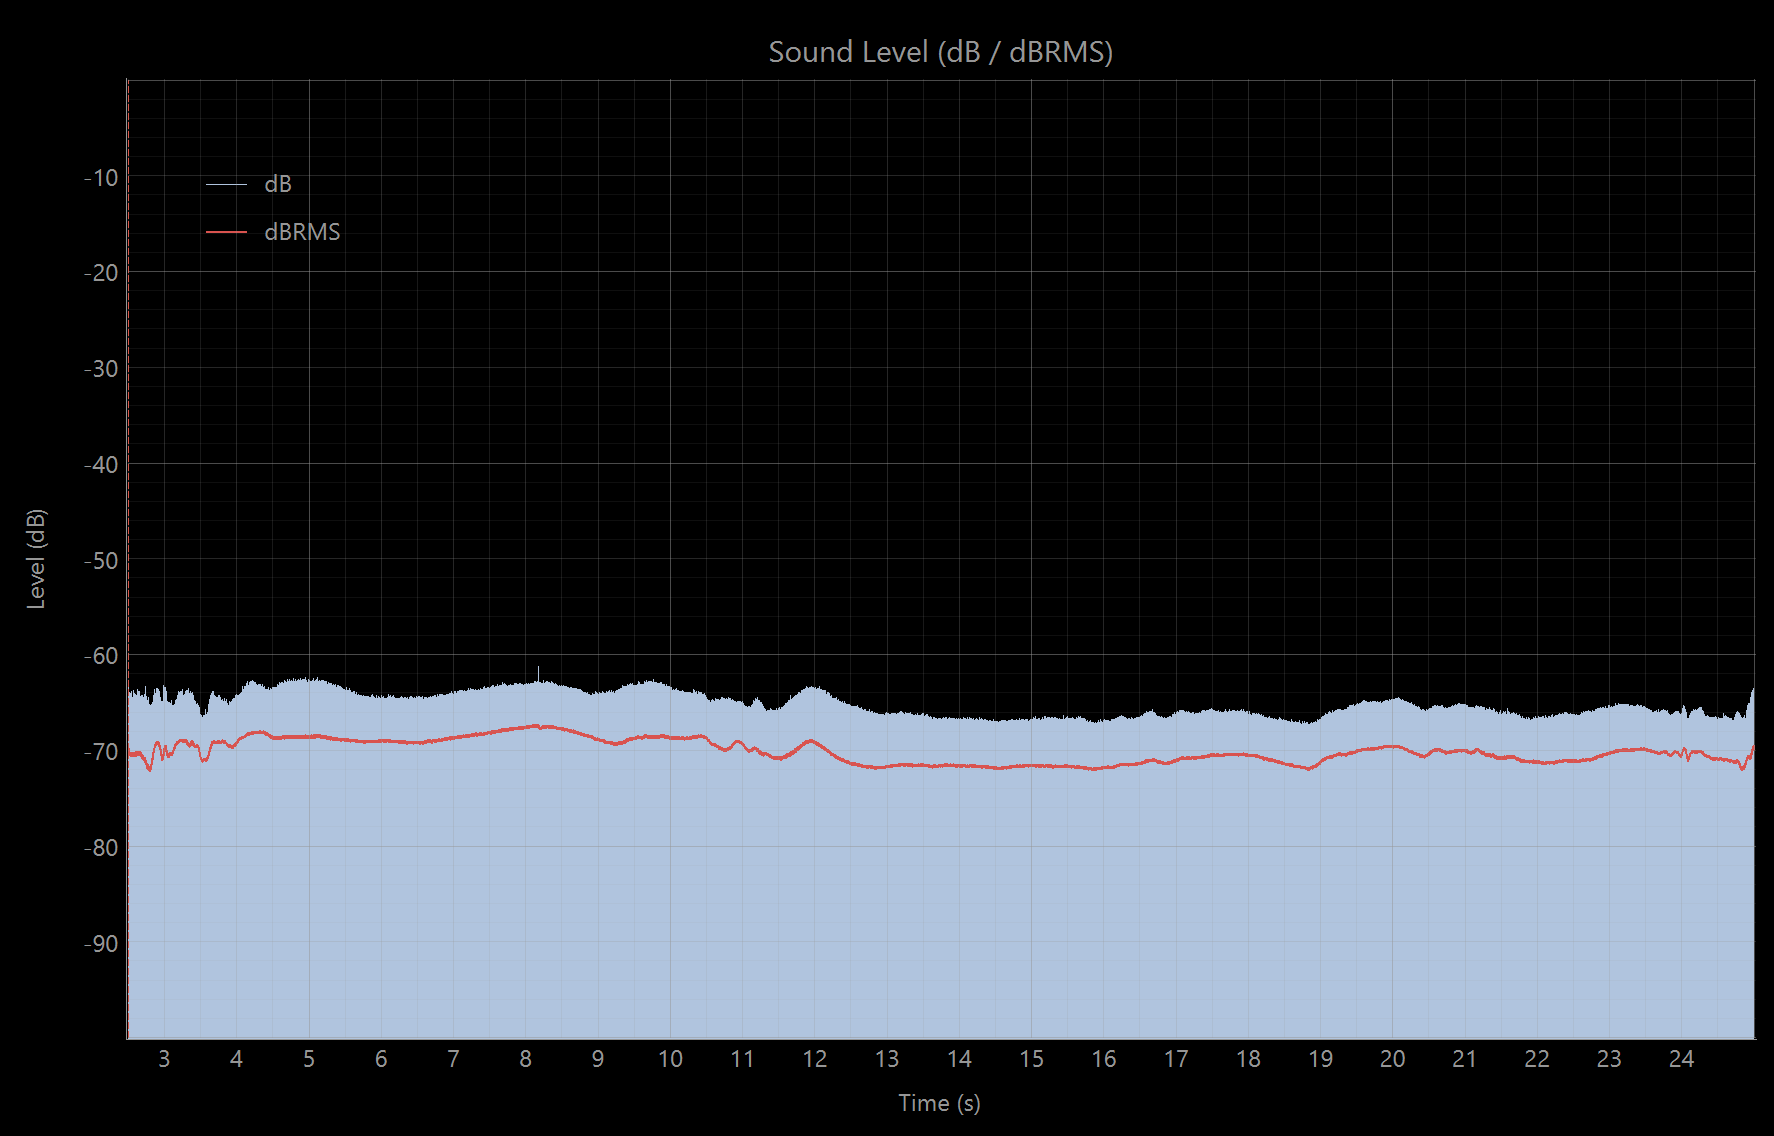 Sound Level (dB / dBRMS)
dB
dBRMS
Level (dB)
-10
-20
-30
-40
-50
-60
-70
-80
-90
3 4 5 6 7 8 9 10 11 12 13 14 15 16 17 18 19 20 21 22 23 24
Time (s)